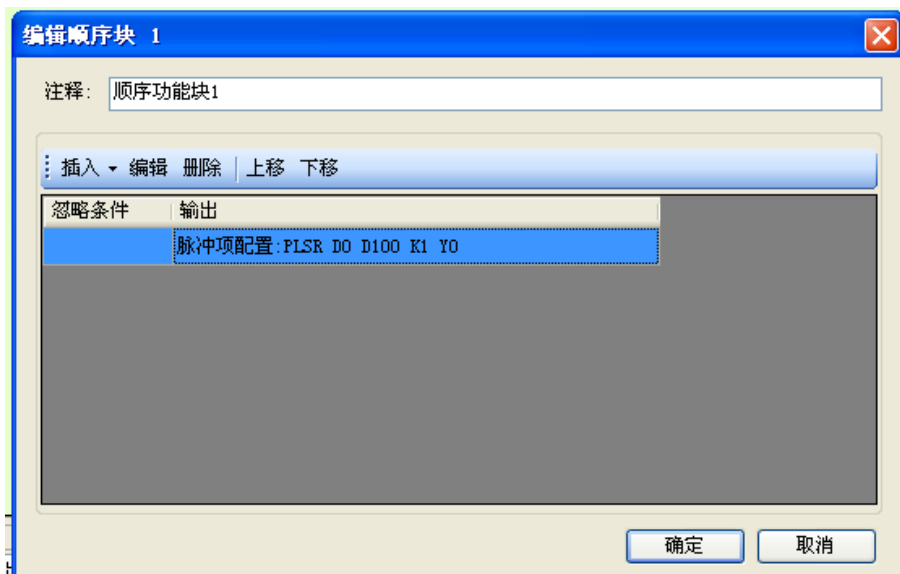 编辑顺序块 1
注释: 顺序功能块1
插入 编辑 删除 上移 下移
忽略条件 输出
脉冲项配置:PLSR D0 D100 K1 Y0
确定 取消